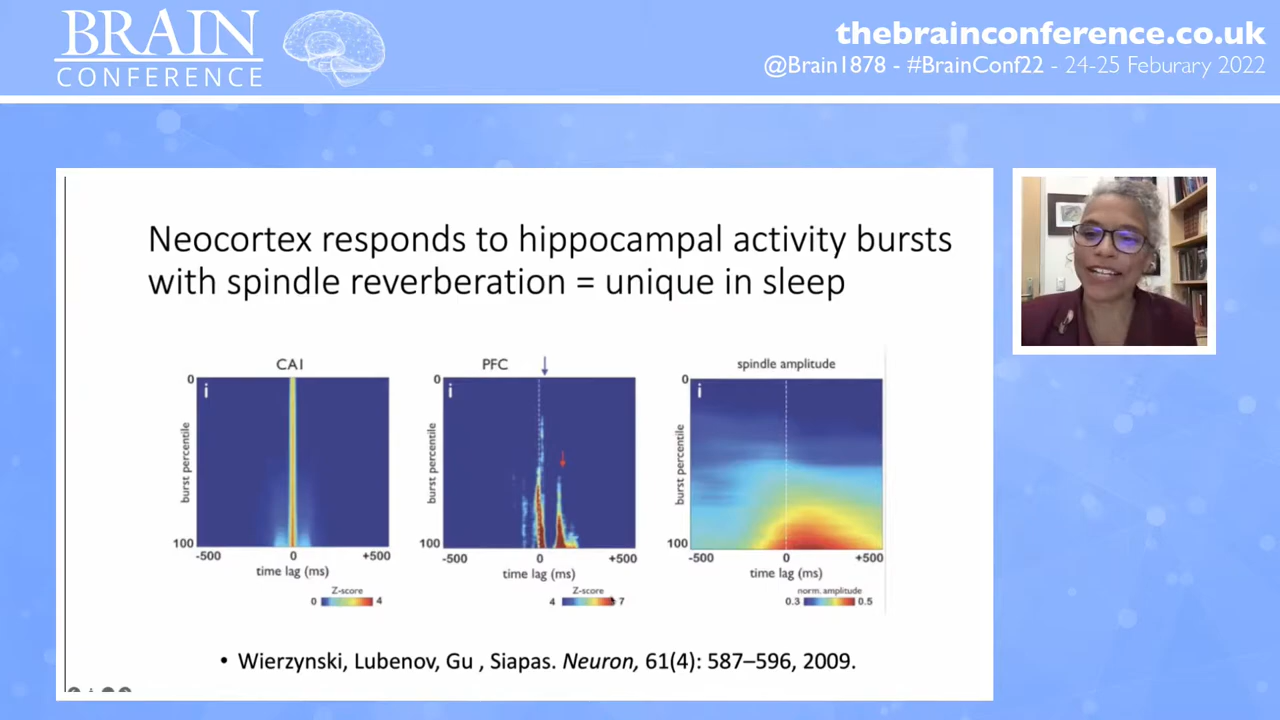 BRAIN
CONFERENCE
thebrainconference.co.uk
@Brain1878 - #BrainConf22 - 24-25 Feburary 2022
Neocortex responds to hippocampal activity bursts
with spindle reverberation = unique in sleep
CA1
0
i
burst percentile
100
-500 0 +500
time lag (ms)
Z-score
0 4
PFC
0
i
burst percentile
100
-500 0 +500
time lag (ms)
Z-score
4 7
spindle amplitude
0
i
burst percentile
100
-500 0 +500
time lag (ms)
norm. amplitude
0.3 0.5
• Wierzynski, Lubenov, Gu , Siapas. Neuron, 61(4): 587–596, 2009.